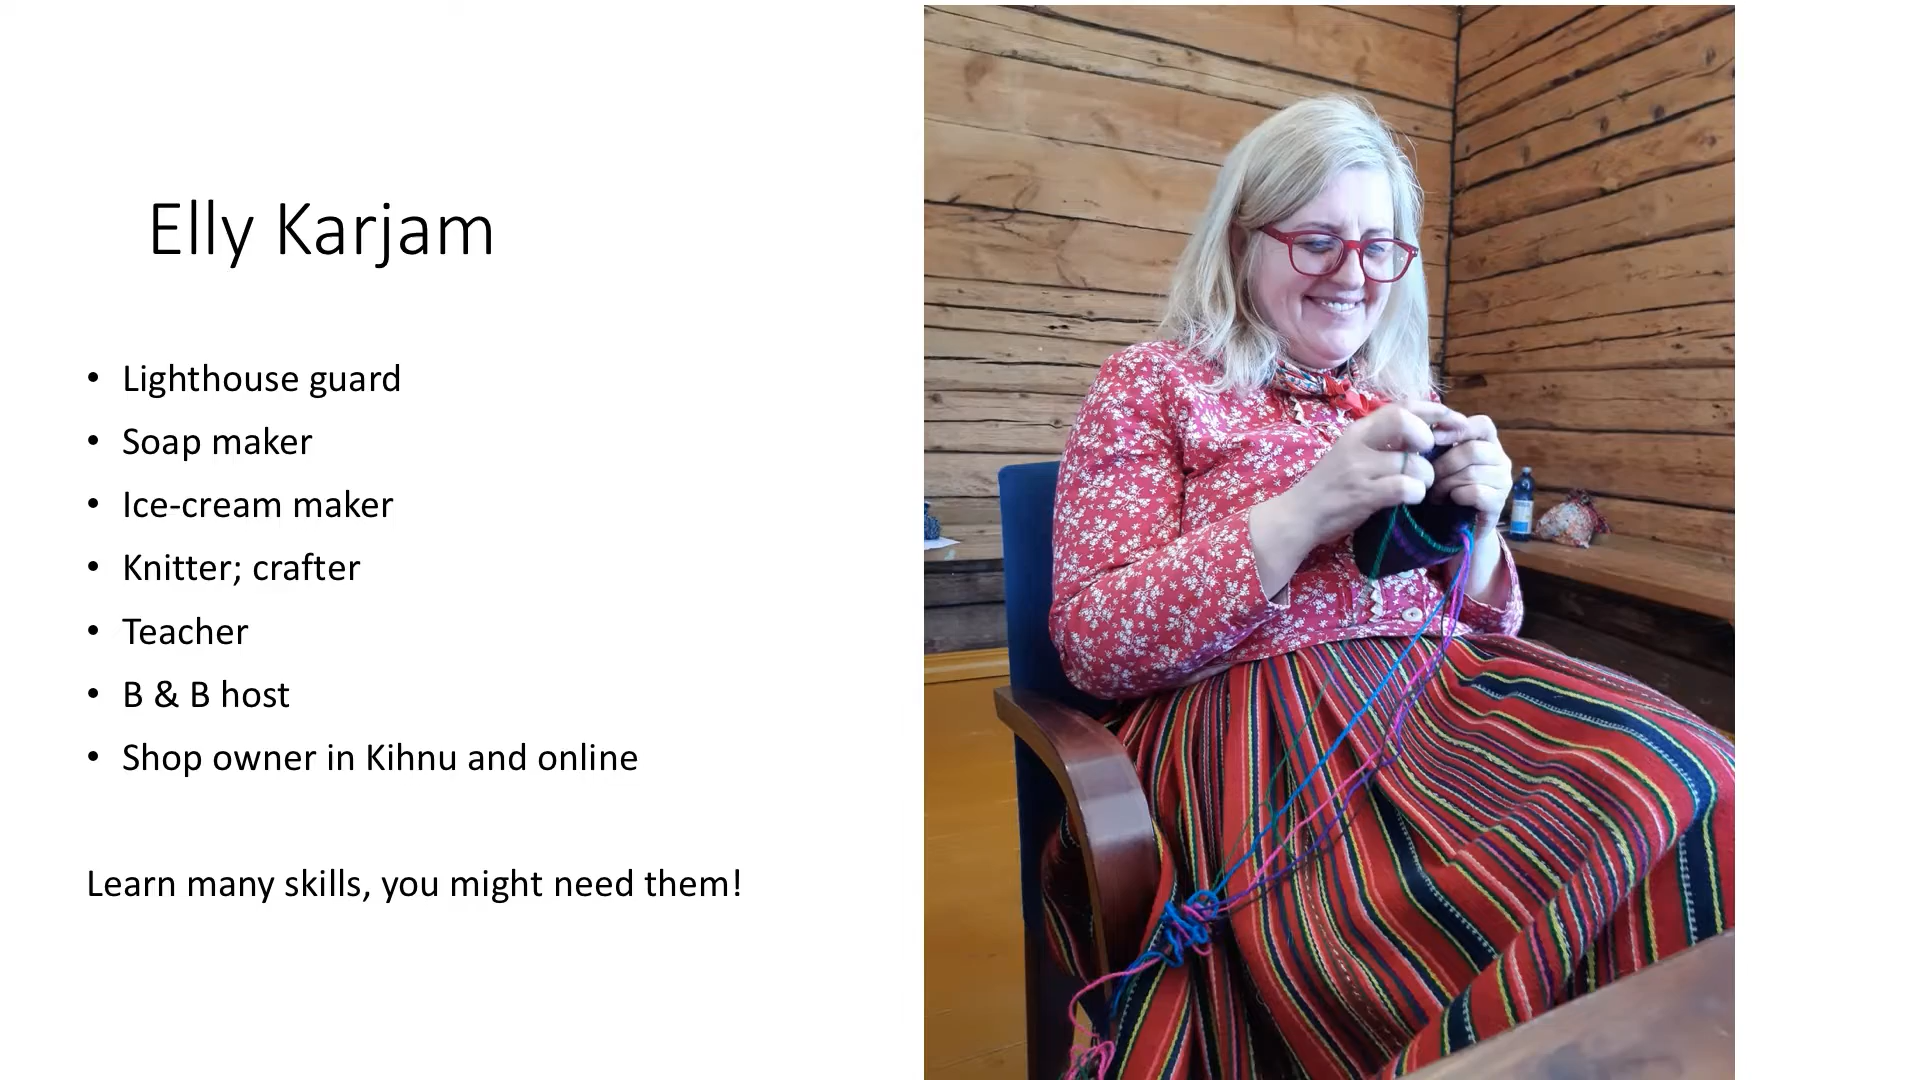 Elly Karjam
• Lighthouse guard
• Soap maker
• Ice-cream maker
• Knitter; crafter
• Teacher
• B & B host
• Shop owner in Kihnu and online
Learn many skills, you might need them!